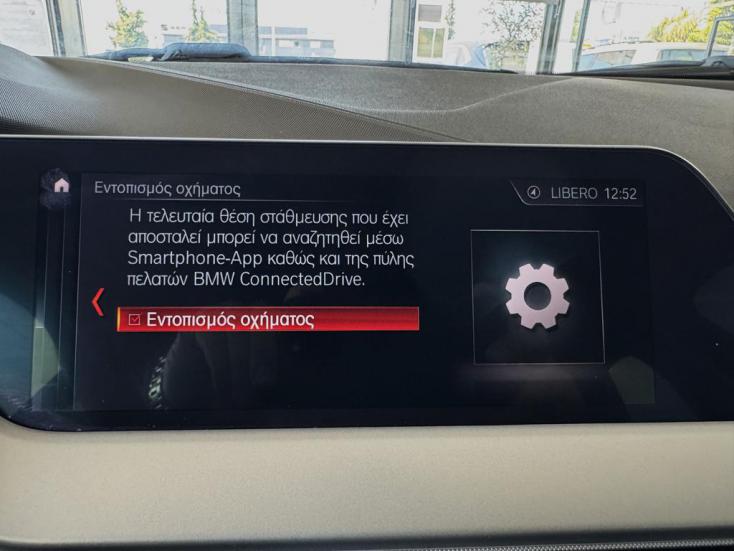 Εντοπισμός οχήματος
LIBERO 12:52
Η τελευταία θέση στάθμευσης που έχει
αποσταλεί μπορεί να αναζητηθεί μέσω
Smartphone-App καθώς και της πύλης
πελατών BMW ConnectedDrive.
Εντοπισμός οχήματος